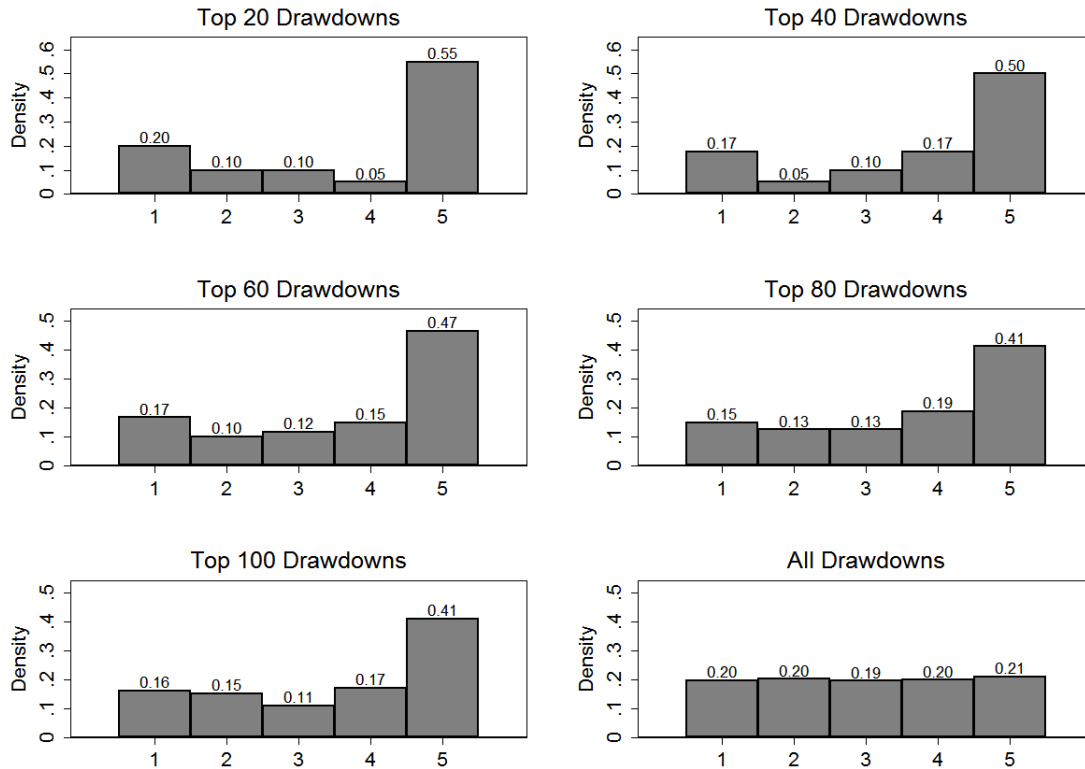 Top 20 Drawdowns
Density
0 .1 .2 .3 .4 .5 .6
0.20 0.10 0.10 0.05 0.55
1 2 3 4 5
Top 40 Drawdowns
Density
0 .1 .2 .3 .4 .5 .6
0.17 0.05 0.10 0.17 0.50
1 2 3 4 5
Top 60 Drawdowns
Density
0 .1 .2 .3 .4 .5
0.17 0.10 0.12 0.15 0.47
1 2 3 4 5
Top 80 Drawdowns
Density
0 .1 .2 .3 .4 .5
0.15 0.13 0.13 0.19 0.41
1 2 3 4 5
Top 100 Drawdowns
Density
0 .1 .2 .3 .4 .5
0.16 0.15 0.11 0.17 0.41
1 2 3 4 5
All Drawdowns
Density
0 .1 .2 .3 .4 .5
0.20 0.20 0.19 0.20 0.21
1 2 3 4 5